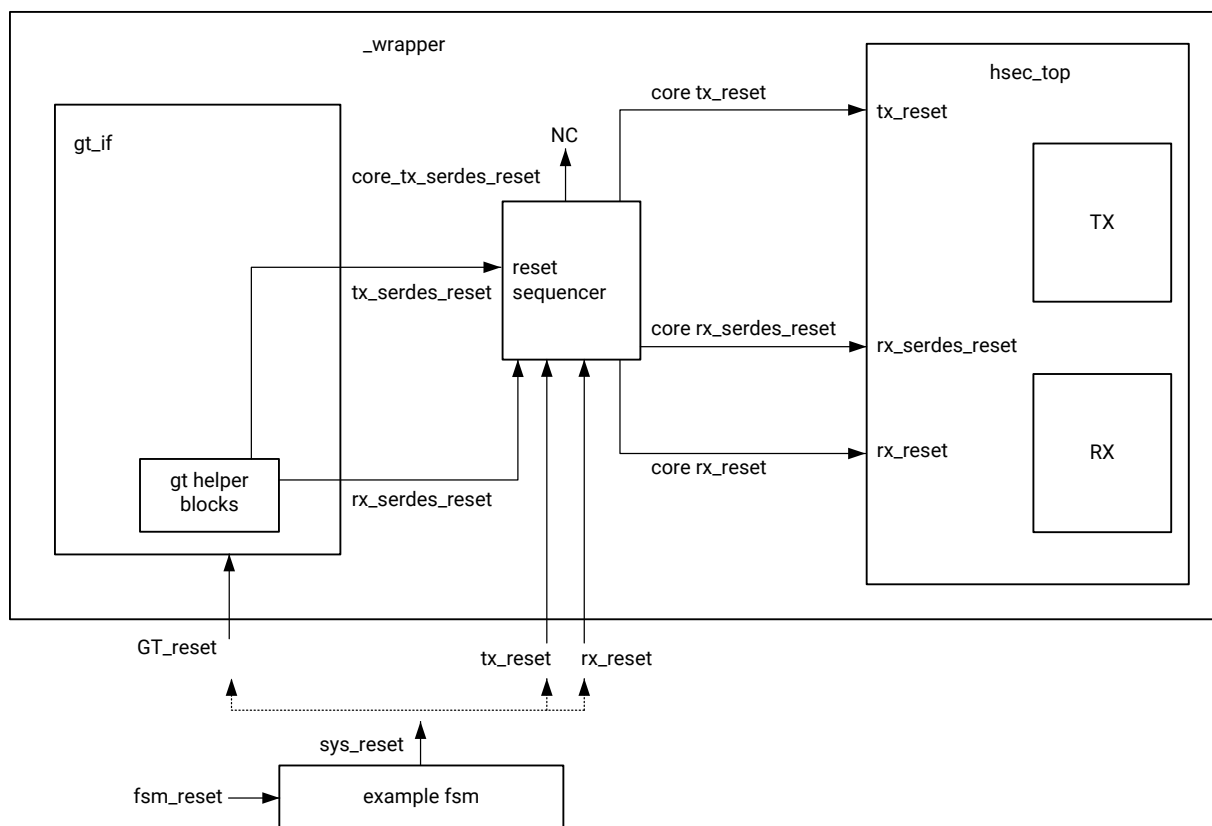 _wrapper
hsec_top
core tx_reset
tx_reset
gt_if
NC
core_tx_serdes_reset
TX
reset
sequencer
tx_serdes_reset
core rx_serdes_reset
rx_serdes_reset
rx_reset
RX
core rx_reset
gt helper
blocks
rx_serdes_reset
GT_reset
tx_reset
rx_reset
sys_reset
fsm_reset
example fsm